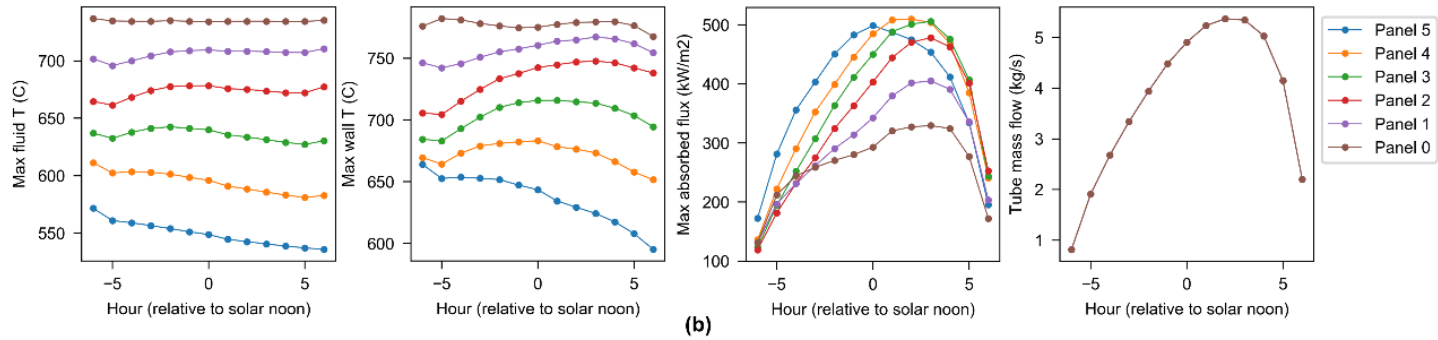 Max fluid T (C)
700
650
600
550
−5
0
5
Hour (relative to solar noon)
Max wall T (C)
750
700
650
600
−5
0
5
Hour (relative to solar noon)
Max absorbed flux (kW/m2)
500
400
300
200
100
−5
0
5
Hour (relative to solar noon)
Tube mass flow (kg/s)
5
4
3
2
1
−5
0
5
Hour (relative to solar noon)
Panel 5
Panel 4
Panel 3
Panel 2
Panel 1
Panel 0
(b)